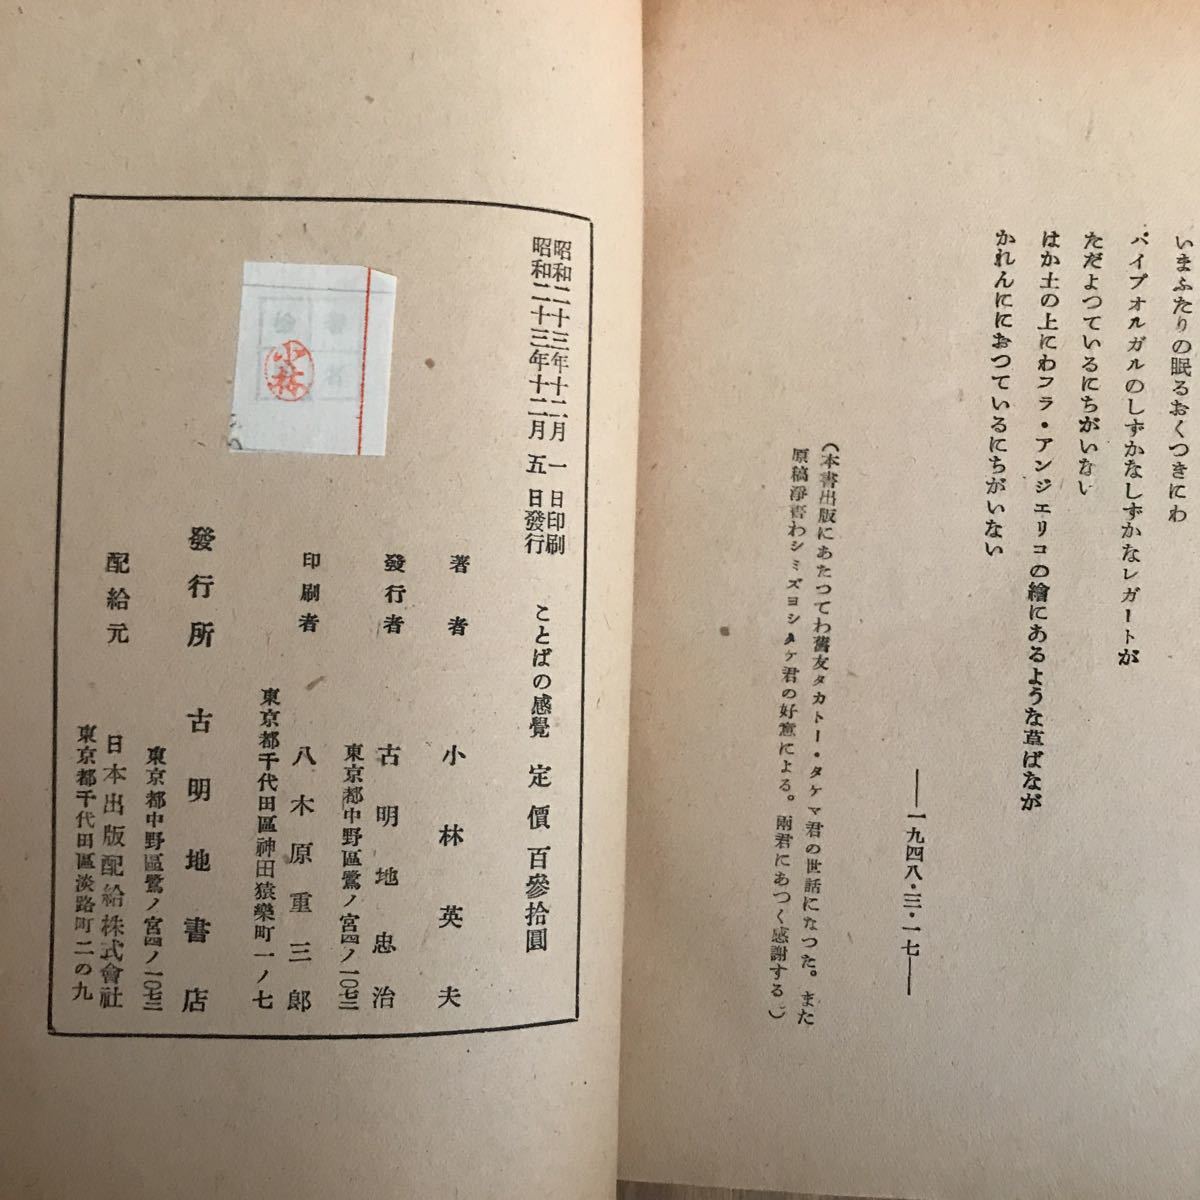 いまふたりの眠るおくつきにわ
パイプオルガルのしずかなしずかなレガートが
ただよつているにちがいない
はか土の上にわフラ・アンジエリコの繪にあるような草ばなが
かれんににおつているにちがいない
——一九四八・三・一七——
（本書出版にあたつてわ舊友タカトー・タケマ君の世話になつた。また
原稿淨書わシミズヨシタケ君の好意による。兩君にあつく感謝する。）
昭和二十三年十二月一日印刷
昭和二十三年十二月五日發行
ことばの感覺 定價百參拾圓
著者 小林英夫
發行者 古明地忠治
東京都中野區鷺ノ宮四ノ一〇七三
印刷者 八木原重三郎
東京都千代田區神田猿樂町一ノ七
發行所 古明地書店
東京都中野區鷺ノ宮四ノ一〇七三
配給元 日本出版配給株式會社
東京都千代田區淡路町二の九
小林